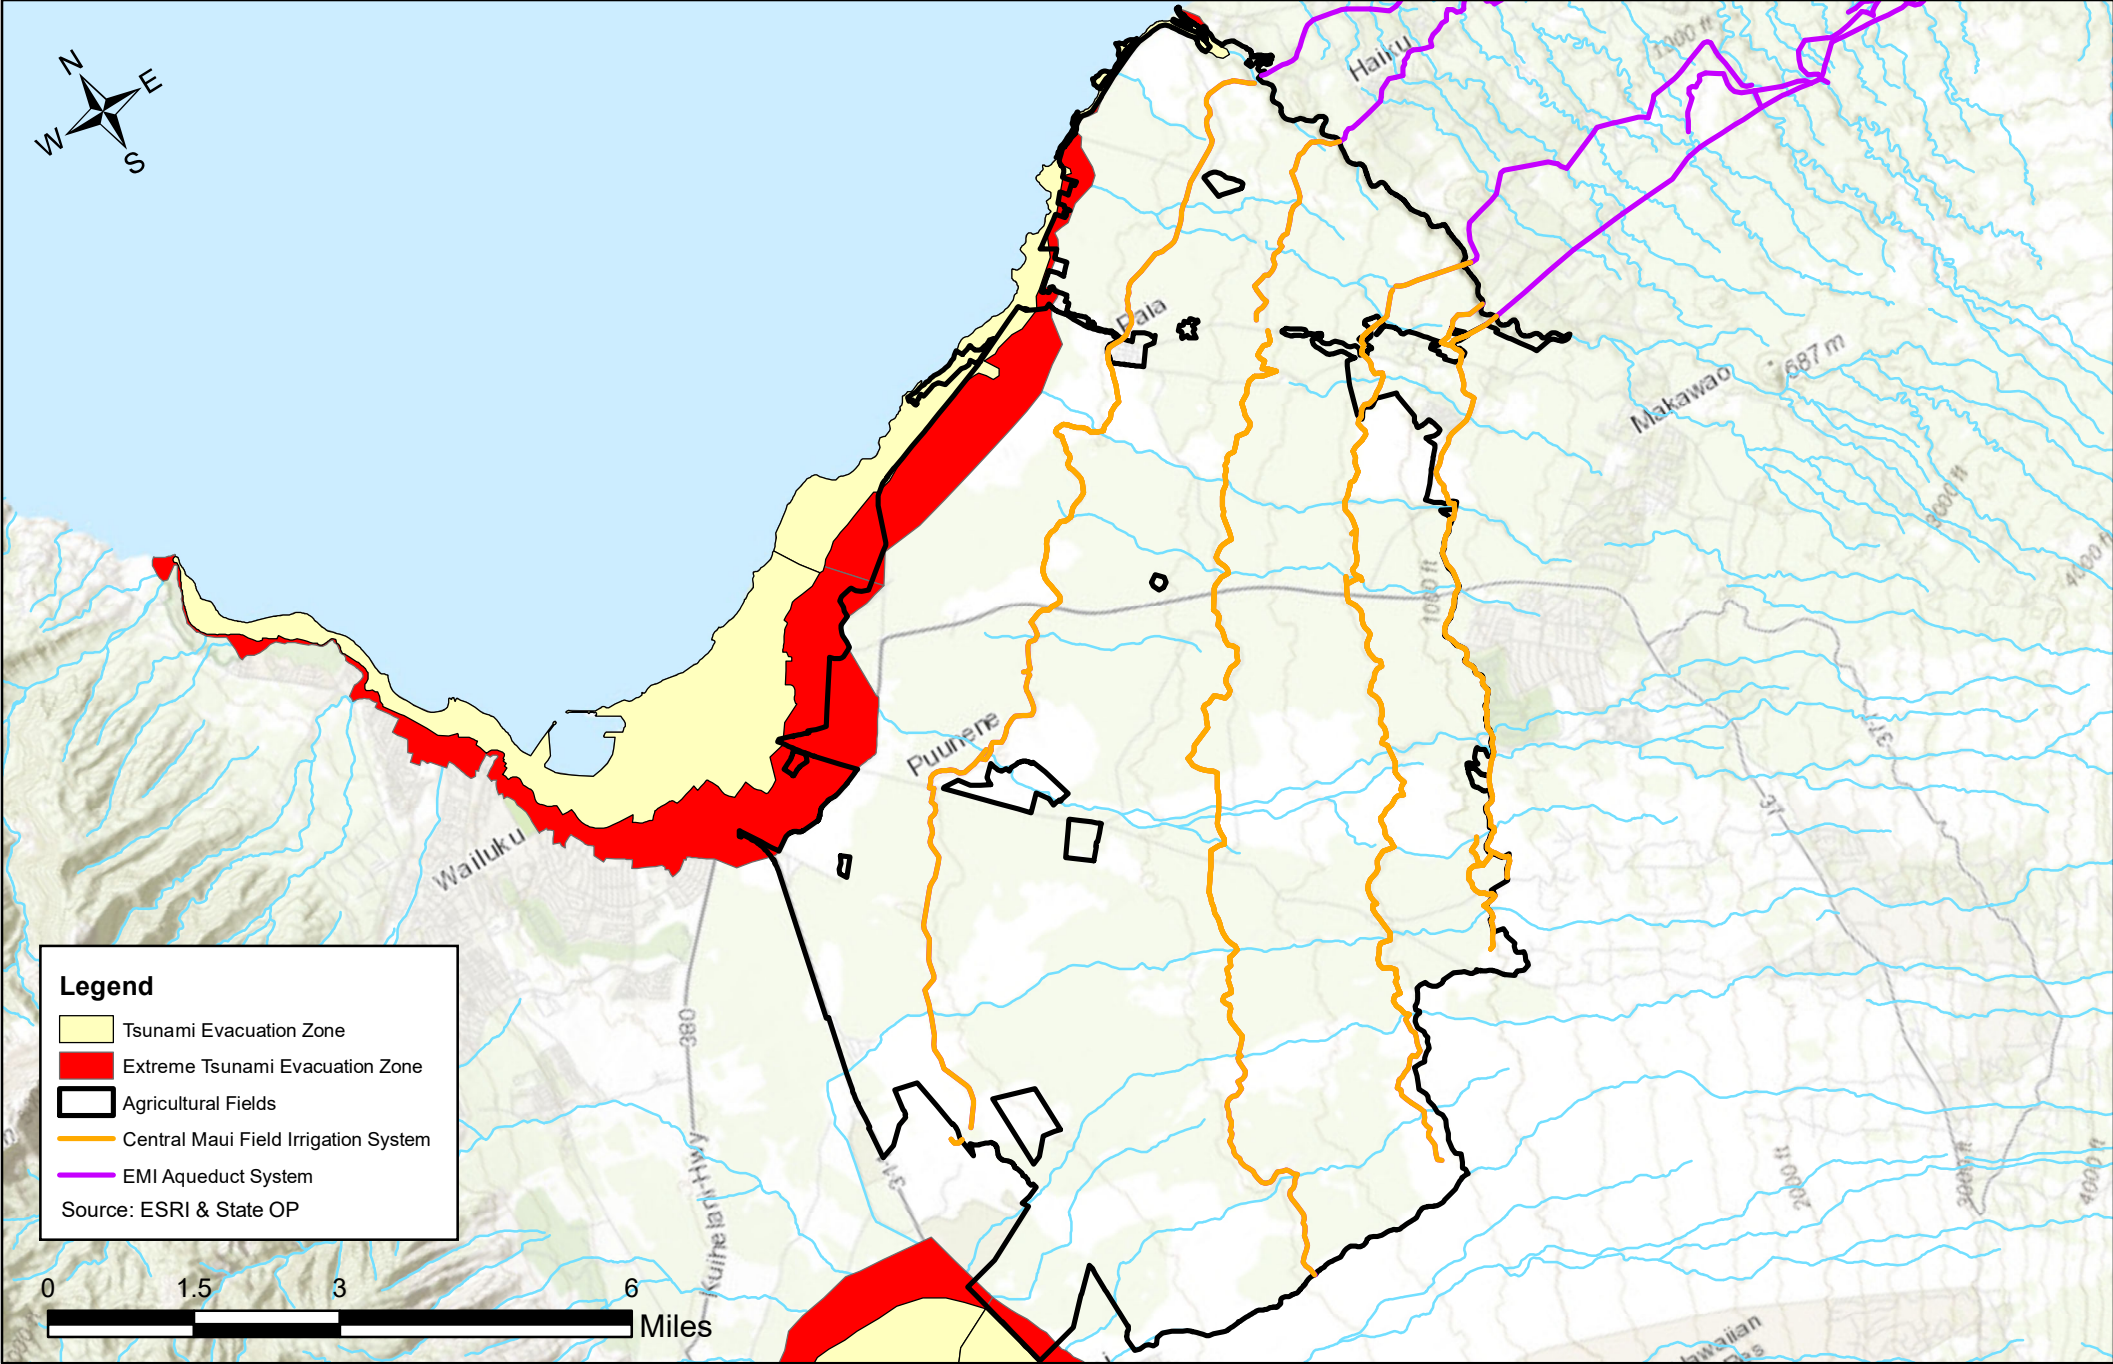 N
E
W
S
Haiku
1000 ft
Paia
687 m
Makawao
3000 ft
4000 ft
1000 ft
Puunene
37
377
Wailuku
380
Kuihelani-Hwy
311
2000 ft
3000 ft
4000 ft
Legend
Tsunami Evacuation Zone
Extreme Tsunami Evacuation Zone
Agricultural Fields
Central Maui Field Irrigation System
EMI Aqueduct System
Source: ESRI & State OP
0 1.5 3 6
Miles